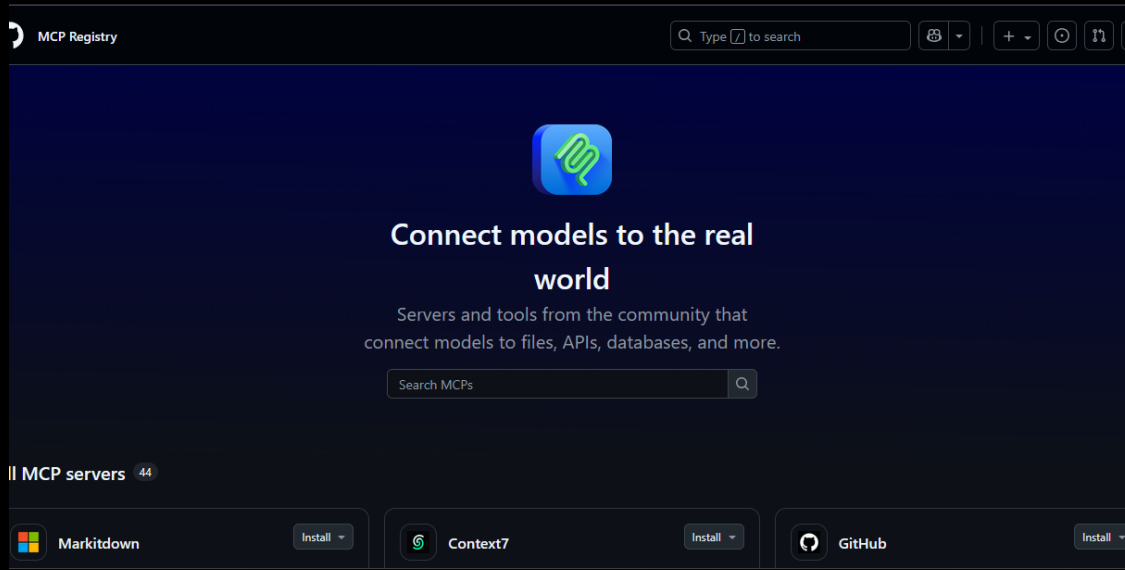 MCP Registry
Type / to search
Connect models to the real
world
Servers and tools from the community that
connect models to files, APIs, databases, and more.
Search MCPs
ll MCP servers 44
Markitdown
Install
Context7
Install
GitHub
Install